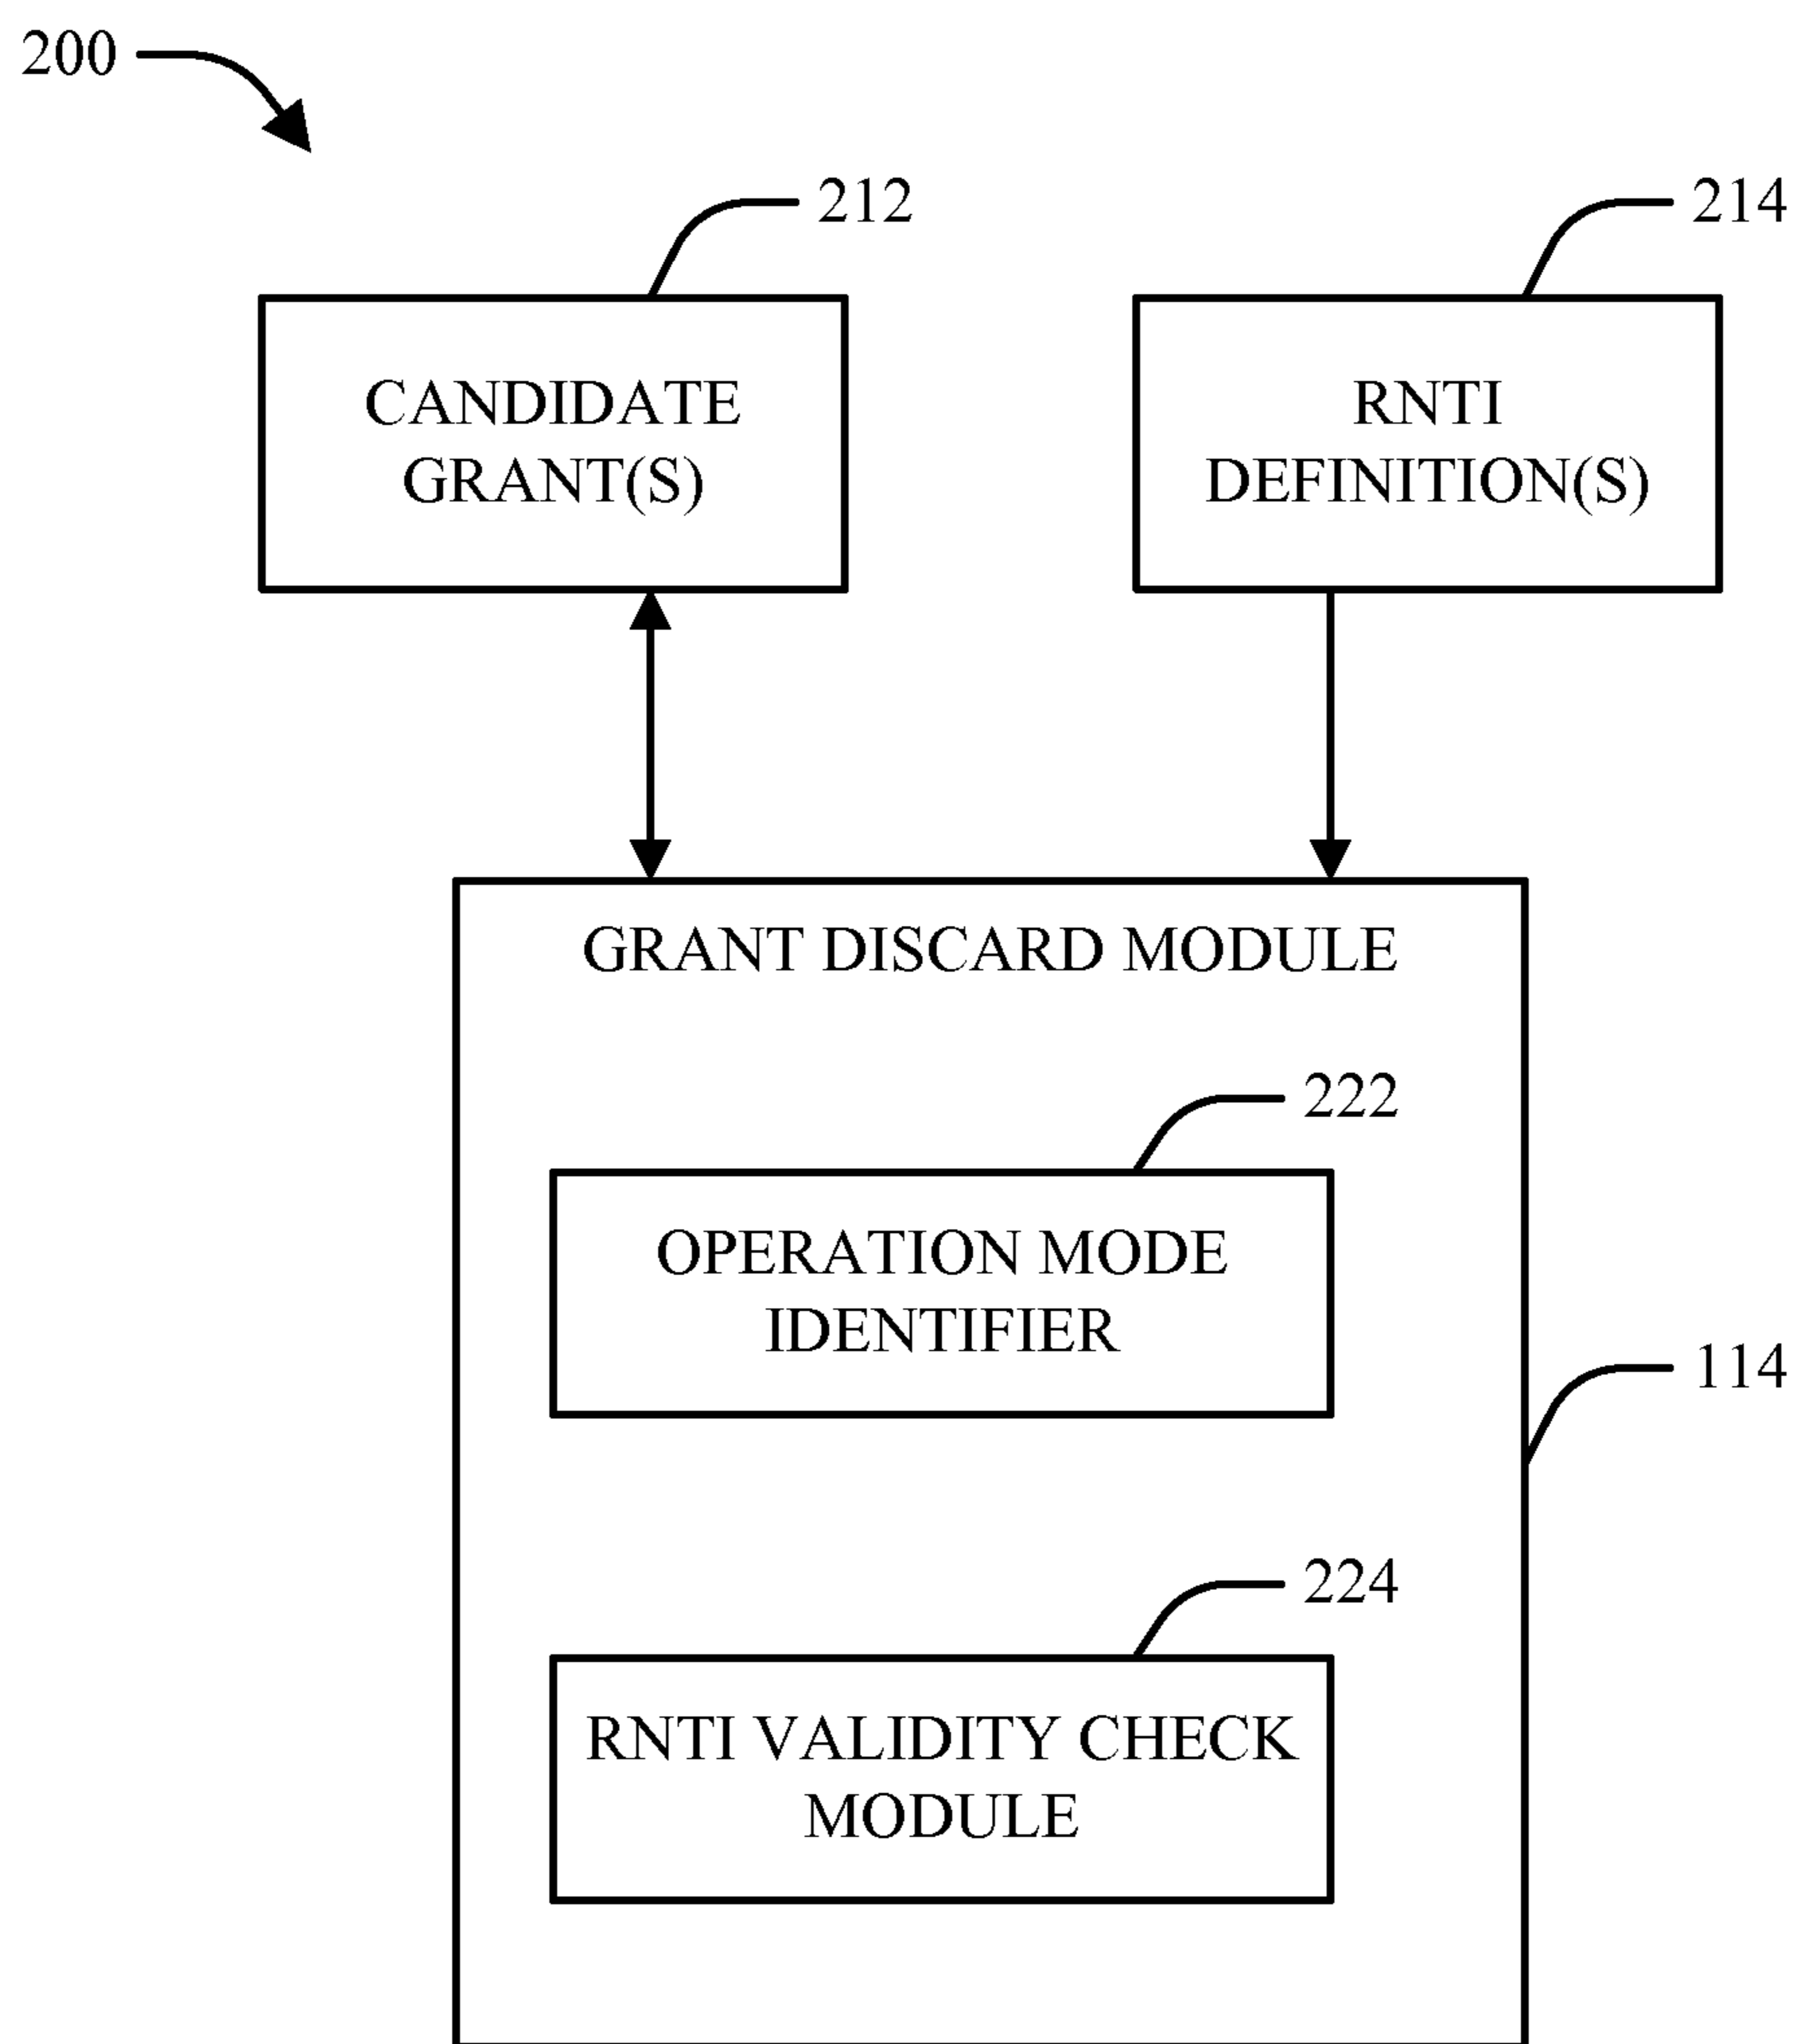 200
212
214
CANDIDATE
GRANT(S)
RNTI
DEFINITION(S)
GRANT DISCARD MODULE
222
OPERATION MODE
IDENTIFIER
114
224
RNTI VALIDITY CHECK
MODULE